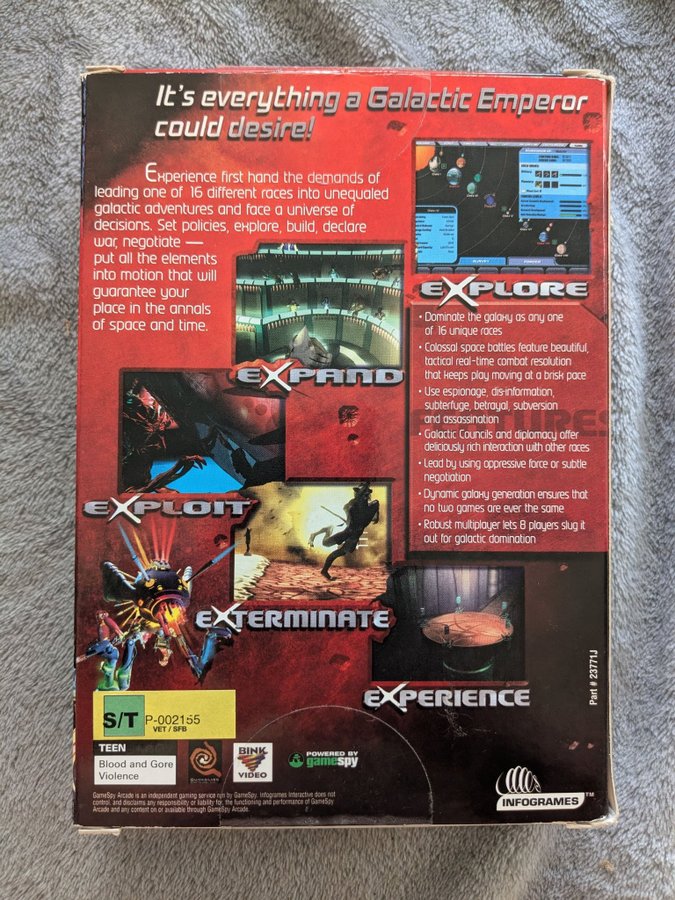 It's everything a Galactic Emperor
could desire!
Experience first hand the demands of
leading one of 16 different races into unequaled
galactic adventures and face a universe of
decisions. Set policies, explore, build, declare
war, negotiate —
put all the elements
into motion that will
guarantee your
place in the annals
of space and time.
EXPLORE
EXPAND
EXPLOIT
EXTERMINATE
EXPERIENCE
FEATURES
• Dominate the galaxy as any one
of 16 unique races
• Colossal space battles feature beautiful,
tactical real-time combat resolution
that keeps play moving at a brisk pace
• Use espionage, dis-information,
subterfuge, betrayal, subversion
and assassination
• Galactic Councils and diplomacy offer
deliciously rich interaction with other races
• Lead by using oppressive force or subtle
negotiation
• Dynamic galaxy generation ensures that
no two games are ever the same
• Robust multiplayer lets 8 players slug it
out for galactic domination
Part # 23771J
S/T P-002155
VET / SFB
TEEN
Blood and Gore
Violence
QUICKSILVER
BINK
VIDEO
POWERED BY
gamespy
INFOGRAMES™
GameSpy Arcade is an independent gaming service run by GameSpy. Infogrames Interactive does not
control, and disclaims any responsibility or liability for, the functioning and performance of GameSpy
Arcade and any content on or available through GameSpy Arcade.